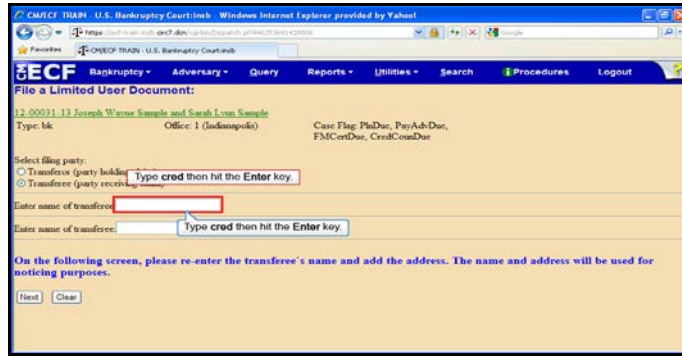 CM/ECF TRAIN - U.S. Bankruptcy Court:insb - Windows Internet Explorer provided by Yahoo!
Google
Favorites CM/ECF TRAIN - U.S. Bankruptcy Court:insb
ECF Bankruptcy Adversary Query Reports Utilities Search Procedures Logout
File a Limited User Document:
12-00031-13 Joseph Wayne Sample and Sarah Lynn Sample
Type: bk Office: 1 (Indianapolis) Case Flag: PlnDue, PayAdvDue,
FMCertDue, CredCounDue
Select filing party:
Transferor (party holding
Type cred then hit the Enter key.
Transferee (party receiving claim)
Enter name of transferor:
Type cred then hit the Enter key.
Enter name of transferee:
On the following screen, please re-enter the transferee's name and add the address. The name and address will be used for
noticing purposes.
Next Clear